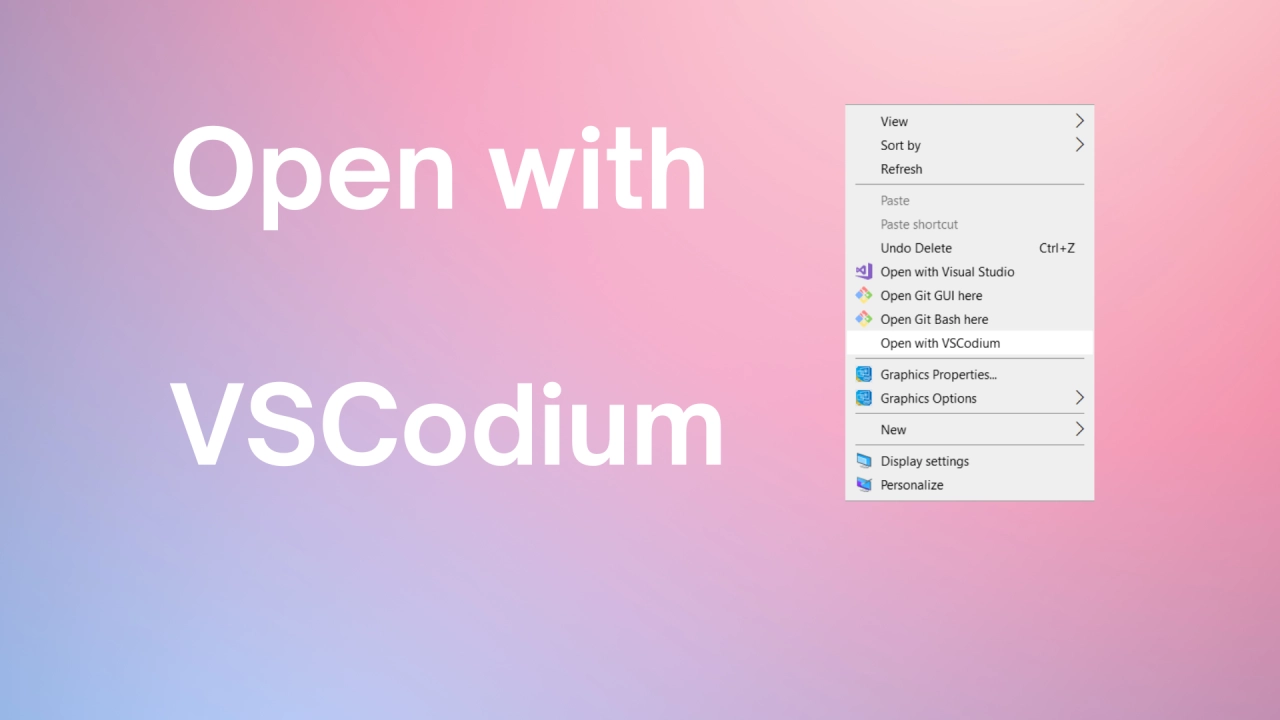 Open with
VSCodium
View
Sort by
Refresh
Paste
Paste shortcut
Undo Delete Ctrl+Z
Open with Visual Studio
Open Git GUI here
Open Git Bash here
Open with VSCodium
Graphics Properties...
Graphics Options
New
Display settings
Personalize